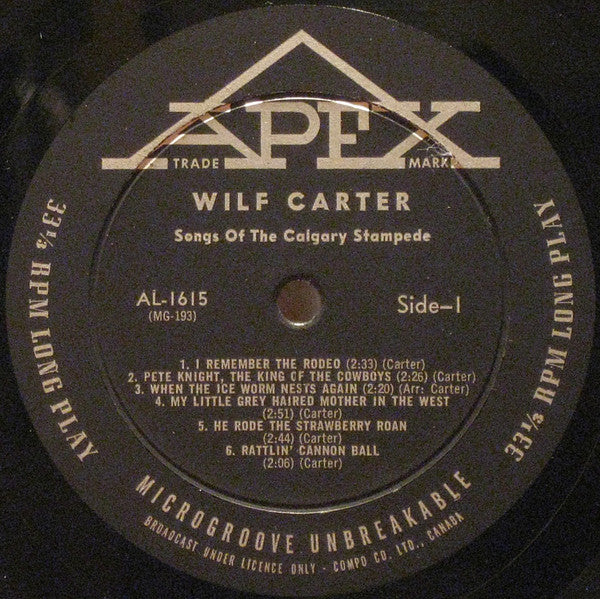 APEX
TRADE MARK
WILF CARTER
Songs Of The Calgary Stampede
AL-1615
(MG-193)
Side-1
1. I REMEMBER THE RODEO (2:33) (Carter)
2. PETE KNIGHT, THE KING OF THE COWBOYS (2:26) (Carter)
3. WHEN THE ICE WORM NESTS AGAIN (2:20) (Arr: Carter)
4. MY LITTLE GREY HAIRED MOTHER IN THE WEST
(2:51) (Carter)
5. HE RODE THE STRAWBERRY ROAN
(2:44) (Carter)
6. RATTLIN' CANNON BALL
(2:06) (Carter)
33⅓ RPM LONG PLAY
33⅓ RPM LONG PLAY
MICROGROOVE UNBREAKABLE
BROADCAST UNDER LICENCE ONLY - COMPO CO. LTD., CANADA